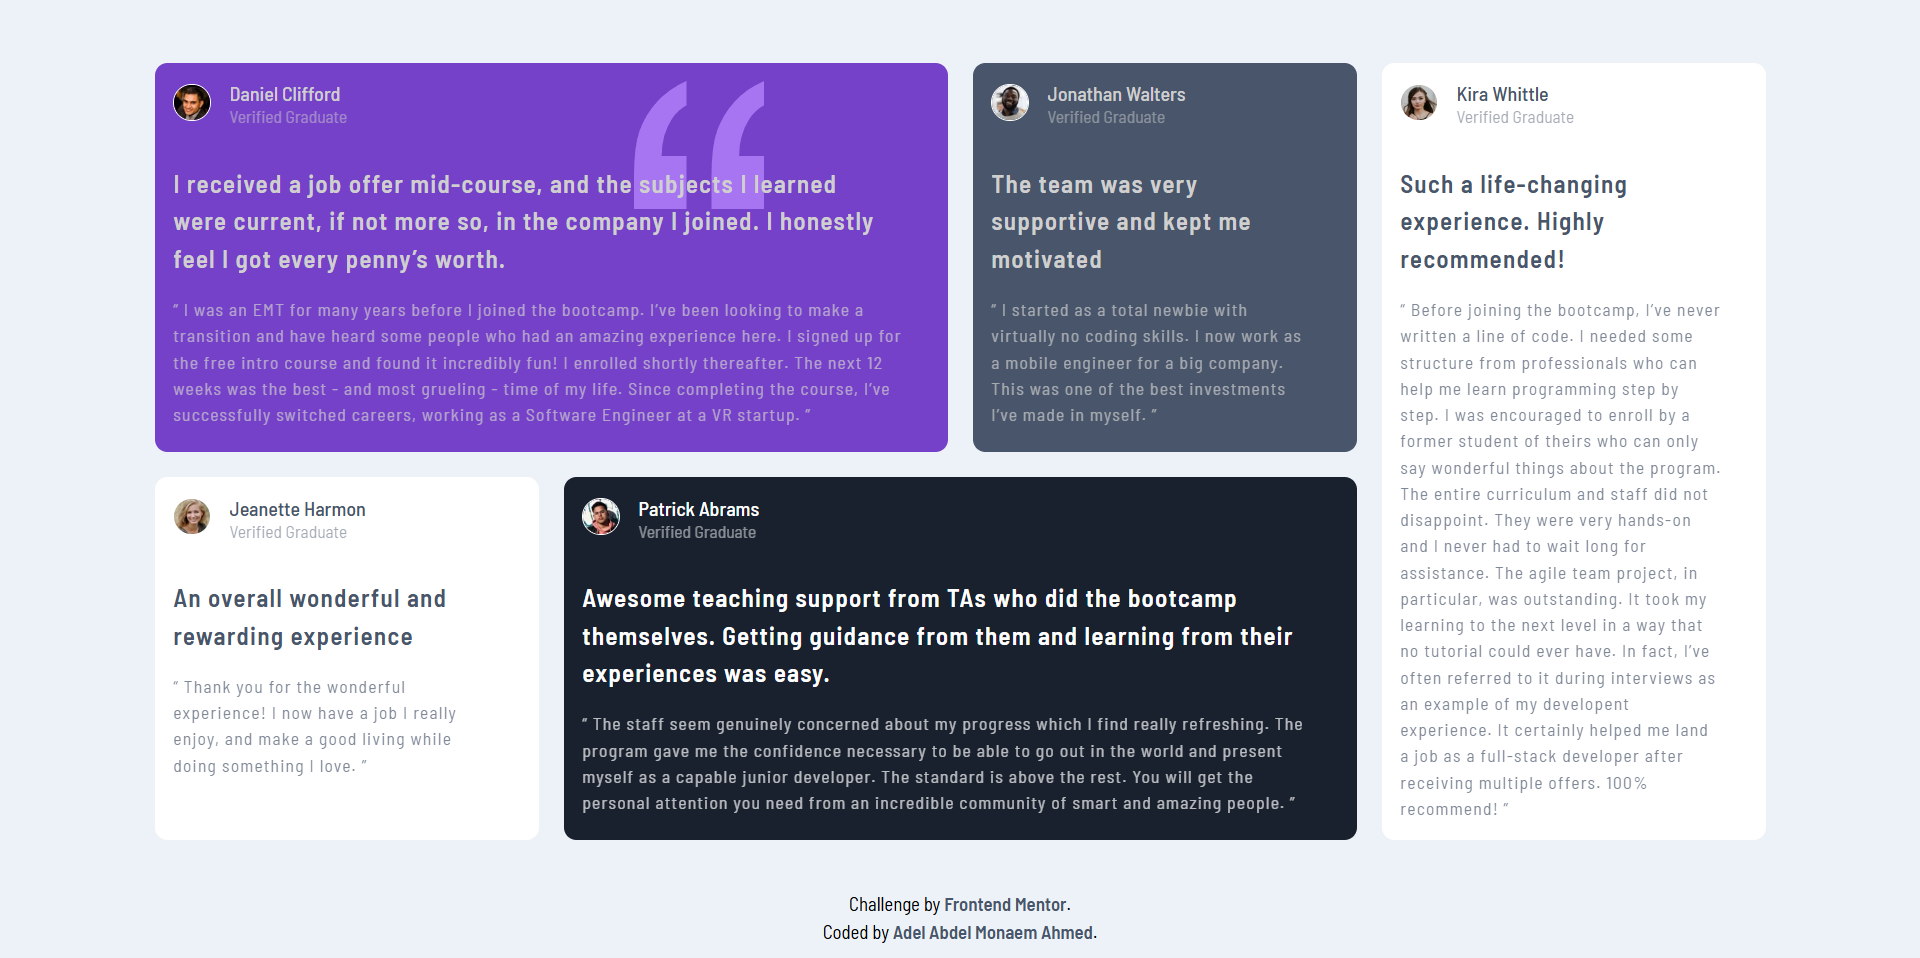 Daniel Clifford
Verified Graduate
I received a job offer mid-course, and the subjects I learned
were current, if not more so, in the company I joined. I honestly
feel I got every penny’s worth.
“ I was an EMT for many years before I joined the bootcamp. I’ve been looking to make a
transition and have heard some people who had an amazing experience here. I signed up for
the free intro course and found it incredibly fun! I enrolled shortly thereafter. The next 12
weeks was the best - and most grueling - time of my life. Since completing the course, I’ve
successfully switched careers, working as a Software Engineer at a VR startup. ”
Jonathan Walters
Verified Graduate
The team was very
supportive and kept me
motivated
“ I started as a total newbie with
virtually no coding skills. I now work as
a mobile engineer for a big company.
This was one of the best investments
I’ve made in myself. ”
Kira Whittle
Verified Graduate
Such a life-changing
experience. Highly
recommended!
“ Before joining the bootcamp, I’ve never
written a line of code. I needed some
structure from professionals who can
help me learn programming step by
step. I was encouraged to enroll by a
former student of theirs who can only
say wonderful things about the program.
The entire curriculum and staff did not
disappoint. They were very hands-on
and I never had to wait long for
assistance. The agile team project, in
particular, was outstanding. It took my
learning to the next level in a way that
no tutorial could ever have. In fact, I’ve
often referred to it during interviews as
an example of my developent
experience. It certainly helped me land
a job as a full-stack developer after
receiving multiple offers. 100%
recommend! ”
Jeanette Harmon
Verified Graduate
An overall wonderful and
rewarding experience
“ Thank you for the wonderful
experience! I now have a job I really
enjoy, and make a good living while
doing something I love. ”
Patrick Abrams
Verified Graduate
Awesome teaching support from TAs who did the bootcamp
themselves. Getting guidance from them and learning from their
experiences was easy.
“ The staff seem genuinely concerned about my progress which I find really refreshing. The
program gave me the confidence necessary to be able to go out in the world and present
myself as a capable junior developer. The standard is above the rest. You will get the
personal attention you need from an incredible community of smart and amazing people. ”
Challenge by Frontend Mentor.
Coded by Adel Abdel Monaem Ahmed.